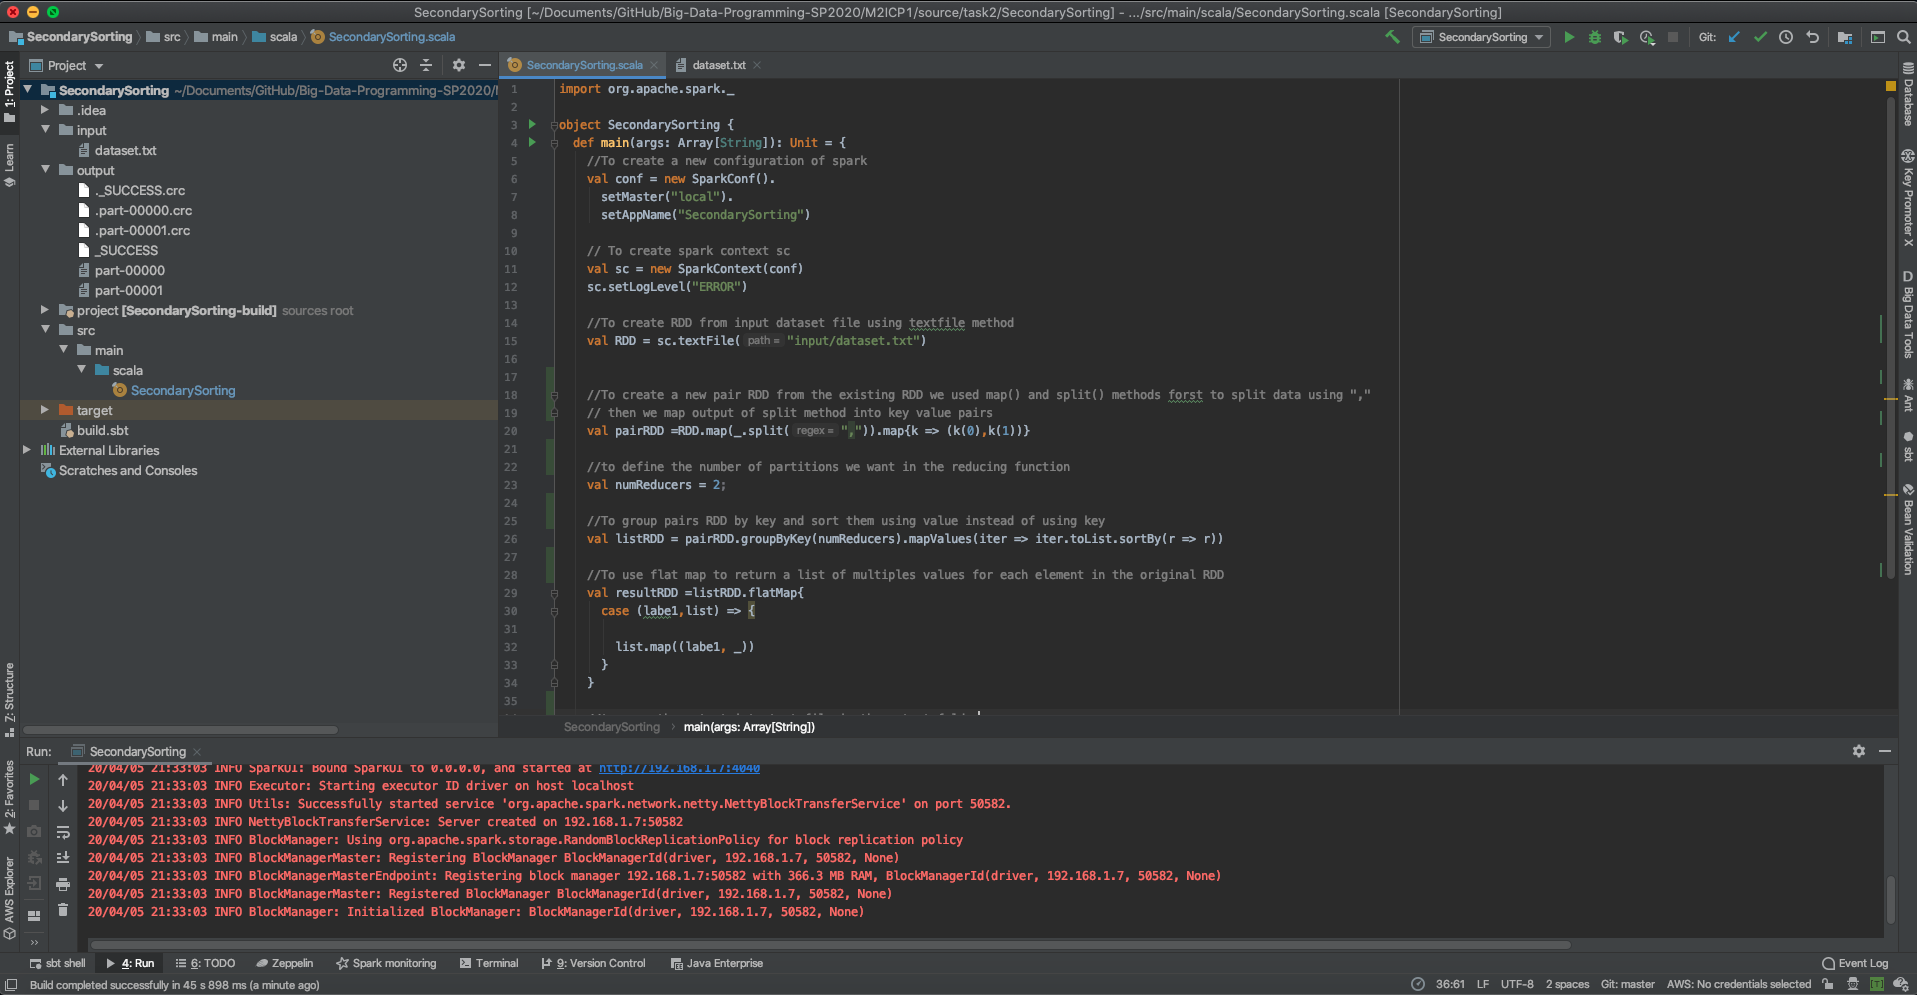 SecondarySorting [~/Documents/GitHub/Big-Data-Programming-SP2020/M2ICP1/source/task2/SecondarySorting] - .../src/main/scala/SecondarySorting.scala [SecondarySorting]
SecondarySorting src main scala SecondarySorting.scala
SecondarySorting Git:
Project
SecondarySorting.scala dataset.txt
SecondarySorting ~/Documents/GitHub/Big-Data-Programming-SP2020/
.idea
input
dataset.txt
output
._SUCCESS.crc
.part-00000.crc
.part-00001.crc
_SUCCESS
part-00000
part-00001
project [SecondarySorting-build] sources root
src
main
scala
SecondarySorting
target
build.sbt
External Libraries
Scratches and Consoles
1: Project
Learn
Z: Structure
2: Favorites
AWS Explorer
1 import org.apache.spark._
2
3 object SecondarySorting {
4 def main(args: Array[String]): Unit = {
5 //To create a new configuration of spark
6 val conf = new SparkConf().
7 setMaster("local").
8 setAppName("SecondarySorting")
9
10 // To create spark context sc
11 val sc = new SparkContext(conf)
12 sc.setLogLevel("ERROR")
13
14 //To create RDD from input dataset file using textfile method
15 val RDD = sc.textFile( path = "input/dataset.txt")
16
17
18 //To create a new pair RDD from the existing RDD we used map() and split() methods forst to split data using ","
19 // then we map output of split method into key value pairs
20 val pairRDD =RDD.map(_.split( regex = ",")).map{k => (k(0),k(1))}
21
22 //to define the number of partitions we want in the reducing function
23 val numReducers = 2;
24
25 //To group pairs RDD by key and sort them using value instead of using key
26 val listRDD = pairRDD.groupByKey(numReducers).mapValues(iter => iter.toList.sortBy(r => r))
27
28 //To use flat map to return a list of multiples values for each element in the original RDD
29 val resultRDD =listRDD.flatMap{
30 case (labe1,list) => {
31
32 list.map((labe1, _))
33 }
34 }
35
SecondarySorting main(args: Array[String])
Database
Key Promoter X
Big Data Tools
Ant
sbt
Bean Validation
Run: SecondarySorting
20/04/05 21:33:03 INFO SparkUI: Bound SparkUI to 0.0.0.0, and started at http://192.168.1.7:4040
20/04/05 21:33:03 INFO Executor: Starting executor ID driver on host localhost
20/04/05 21:33:03 INFO Utils: Successfully started service 'org.apache.spark.network.netty.NettyBlockTransferService' on port 50582.
20/04/05 21:33:03 INFO NettyBlockTransferService: Server created on 192.168.1.7:50582
20/04/05 21:33:03 INFO BlockManager: Using org.apache.spark.storage.RandomBlockReplicationPolicy for block replication policy
20/04/05 21:33:03 INFO BlockManagerMaster: Registering BlockManager BlockManagerId(driver, 192.168.1.7, 50582, None)
20/04/05 21:33:03 INFO BlockManagerMasterEndpoint: Registering block manager 192.168.1.7:50582 with 366.3 MB RAM, BlockManagerId(driver, 192.168.1.7, 50582, None)
20/04/05 21:33:03 INFO BlockManagerMaster: Registered BlockManager BlockManagerId(driver, 192.168.1.7, 50582, None)
20/04/05 21:33:03 INFO BlockManager: Initialized BlockManager: BlockManagerId(driver, 192.168.1.7, 50582, None)
sbt shell 4: Run 6: TODO Zeppelin Spark monitoring Terminal 9: Version Control Java Enterprise Event Log
Build completed successfully in 45 s 898 ms (a minute ago) 36:61 LF UTF-8 2 spaces Git: master AWS: No credentials selected